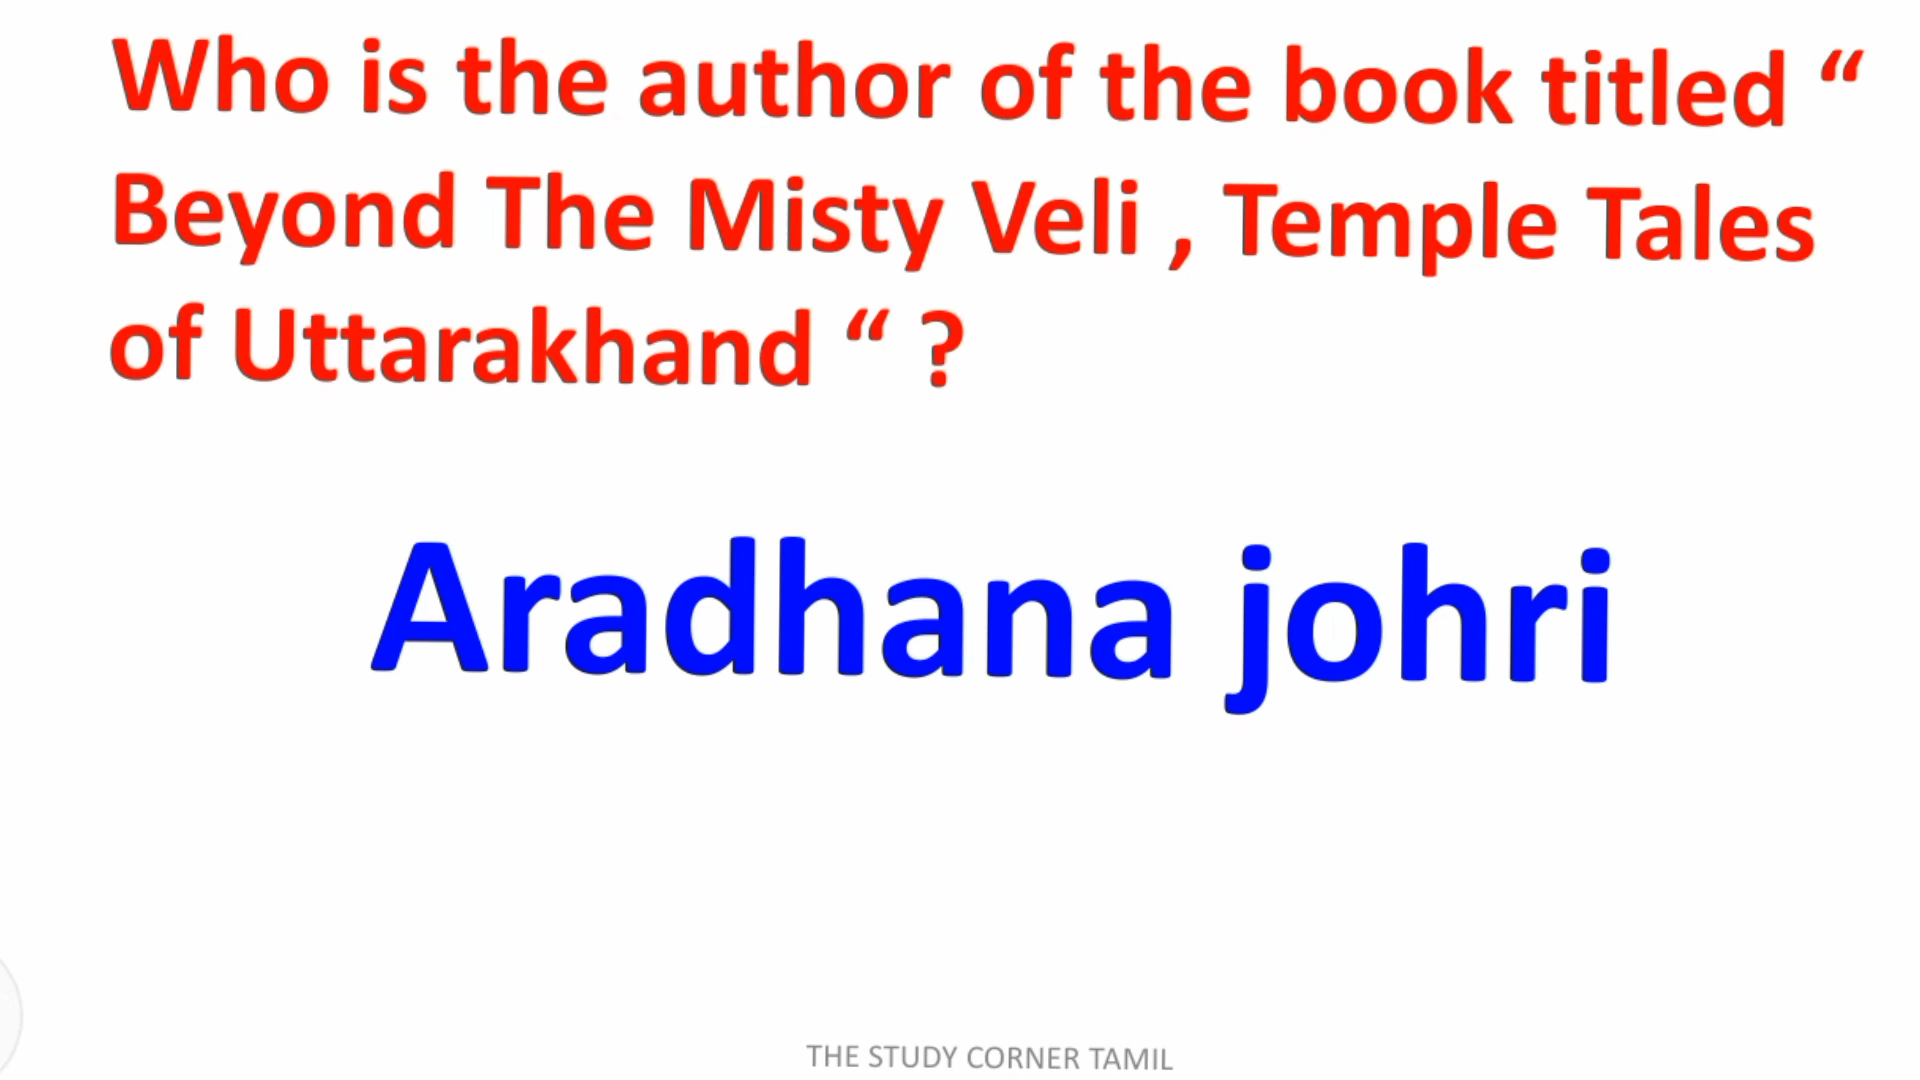 Who is the author of the book titled “
Beyond The Misty Veli , Temple Tales
of Uttarakhand “ ?
Aradhana johri
THE STUDY CORNER TAMIL